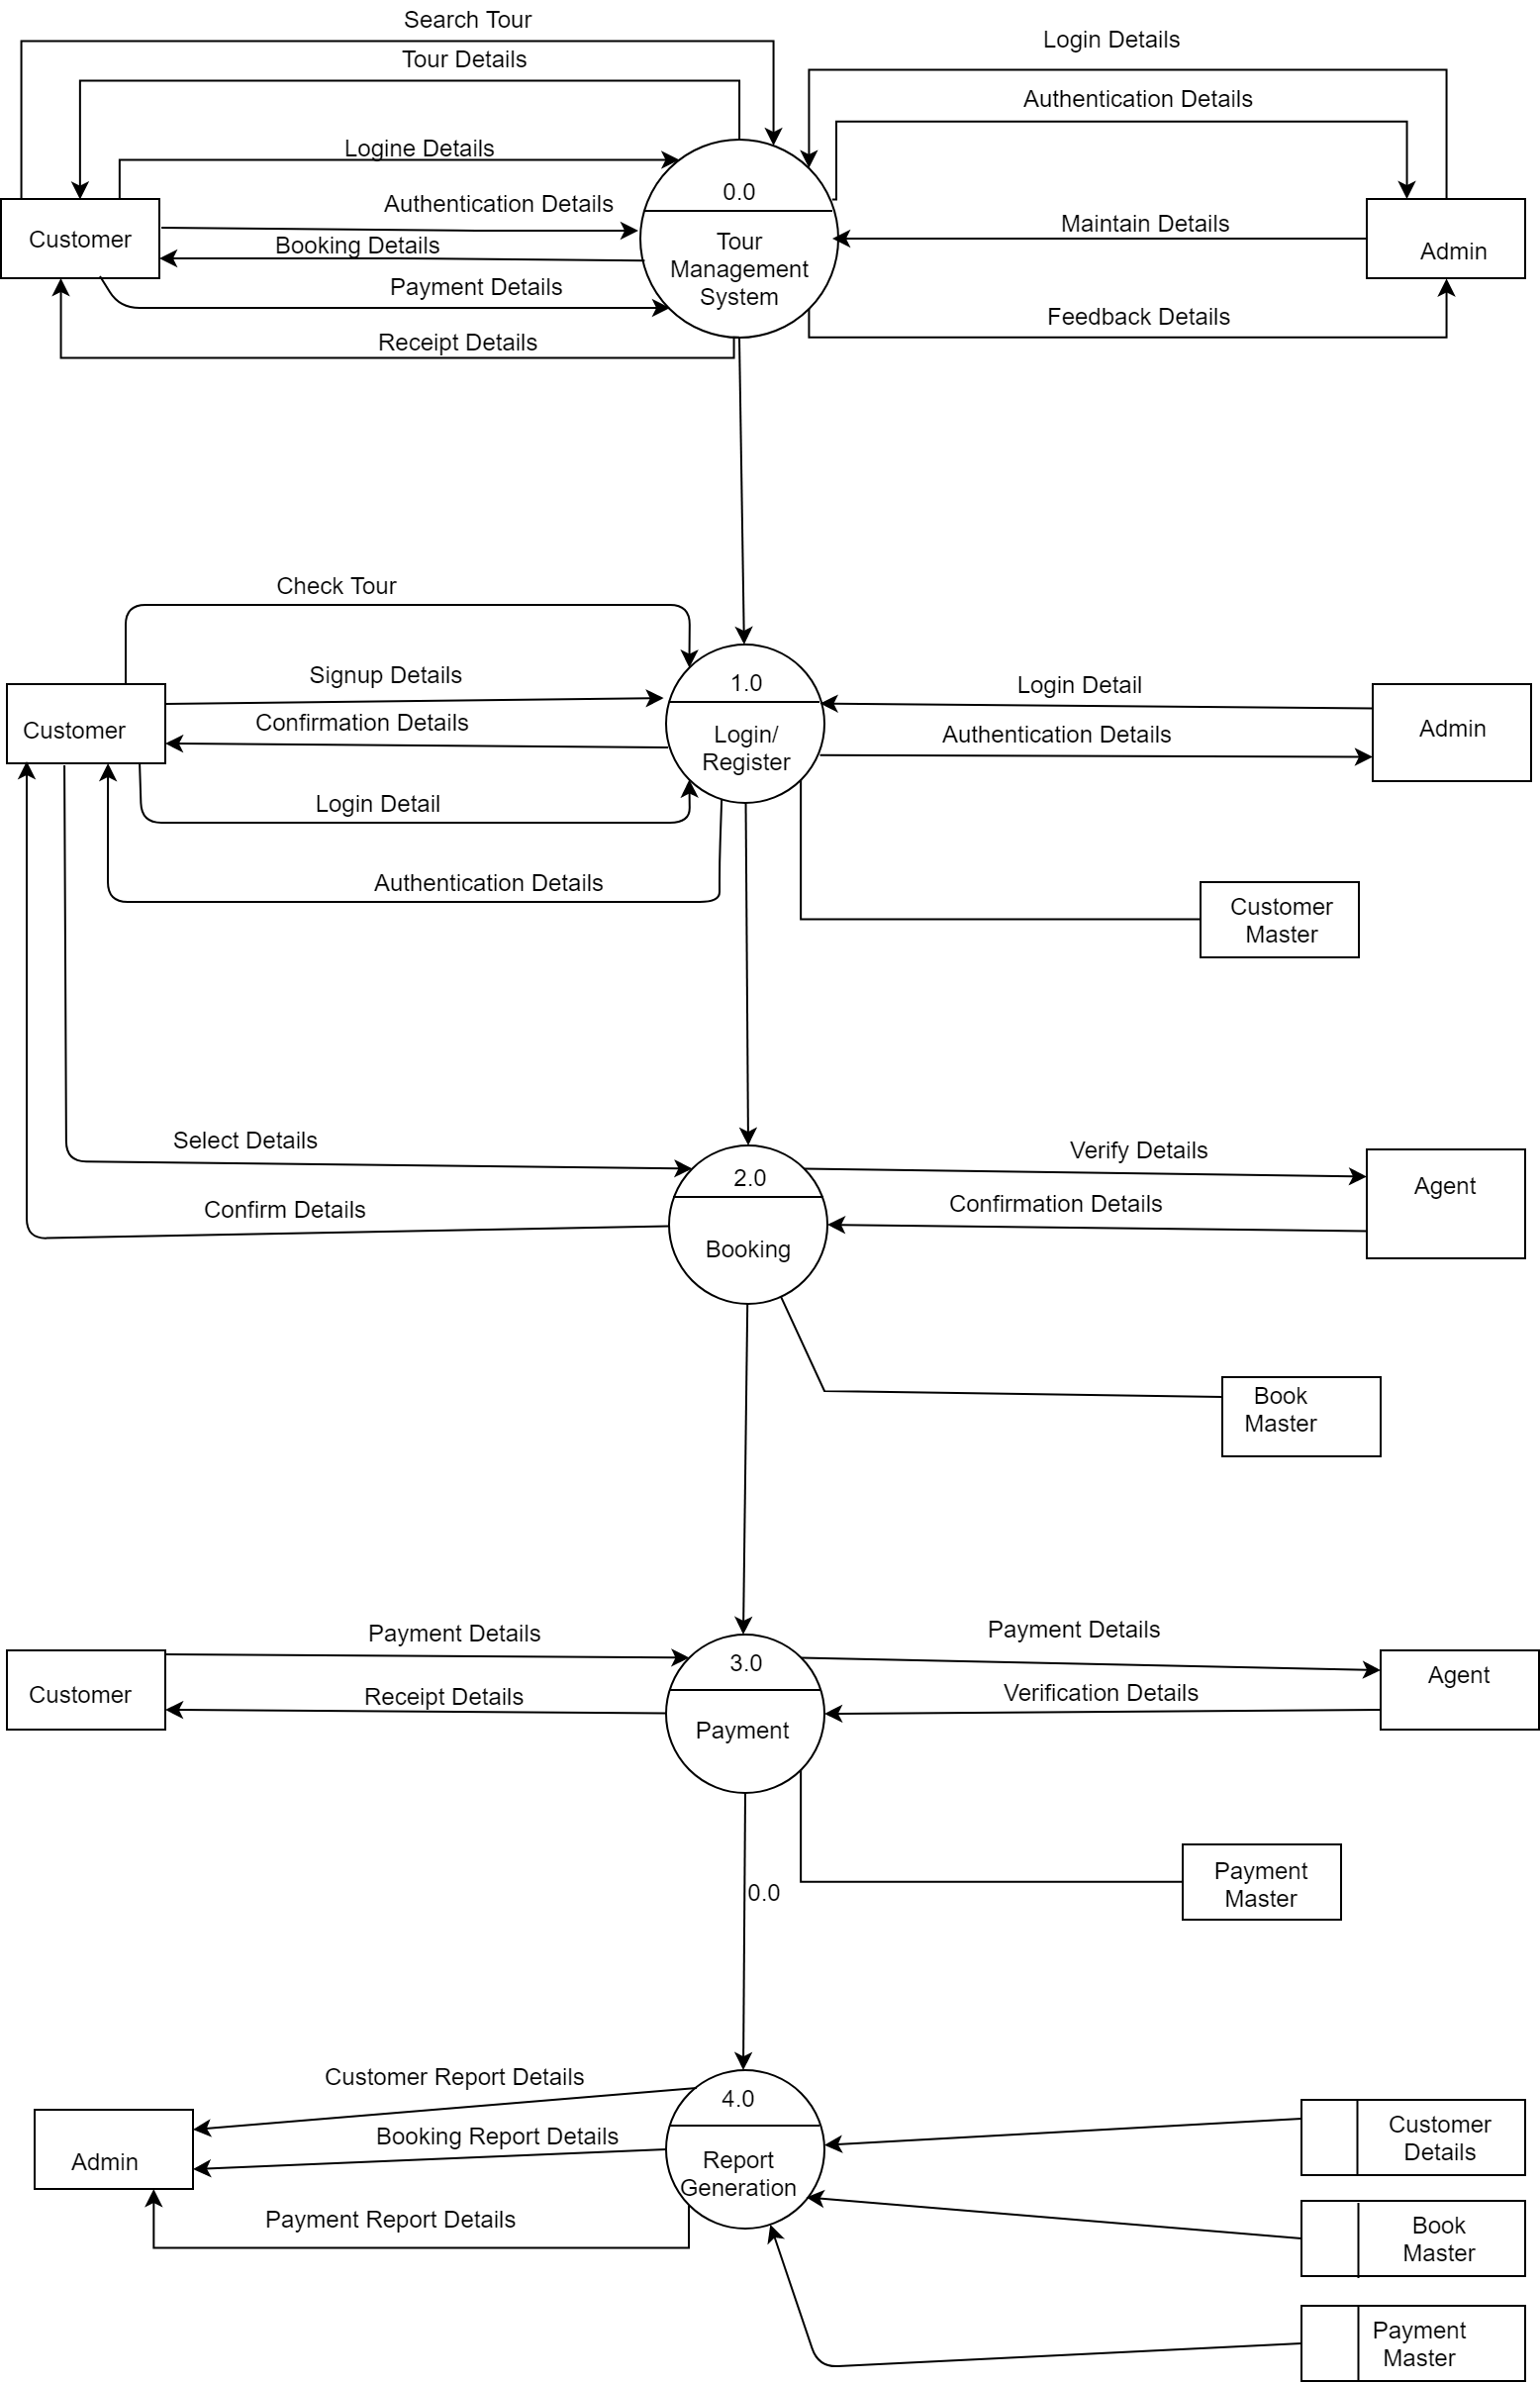 Search Tour
Login Details
Tour Details
Authentication Details
Logine Details
0.0
Authentication Details
Maintain Details
Customer
Booking Details
Tour
Management
System
Admin
Payment Details
Feedback Details
Receipt Details
Check Tour
Signup Details
1.0
Login Detail
Customer
Confirmation Details
Login/
Register
Authentication Details
Admin
Login Detail
Authentication Details
Customer
Master
Select Details
Verify Details
2.0
Agent
Confirm Details
Confirmation Details
Booking
Book
Master
Payment Details
Payment Details
3.0
Agent
Customer
Receipt Details
Verification Details
Payment
Payment
Master
0.0
Customer Report Details
4.0
Customer
Details
Booking Report Details
Admin
Report
Generation
Payment Report Details
Book
Master
Payment
Master